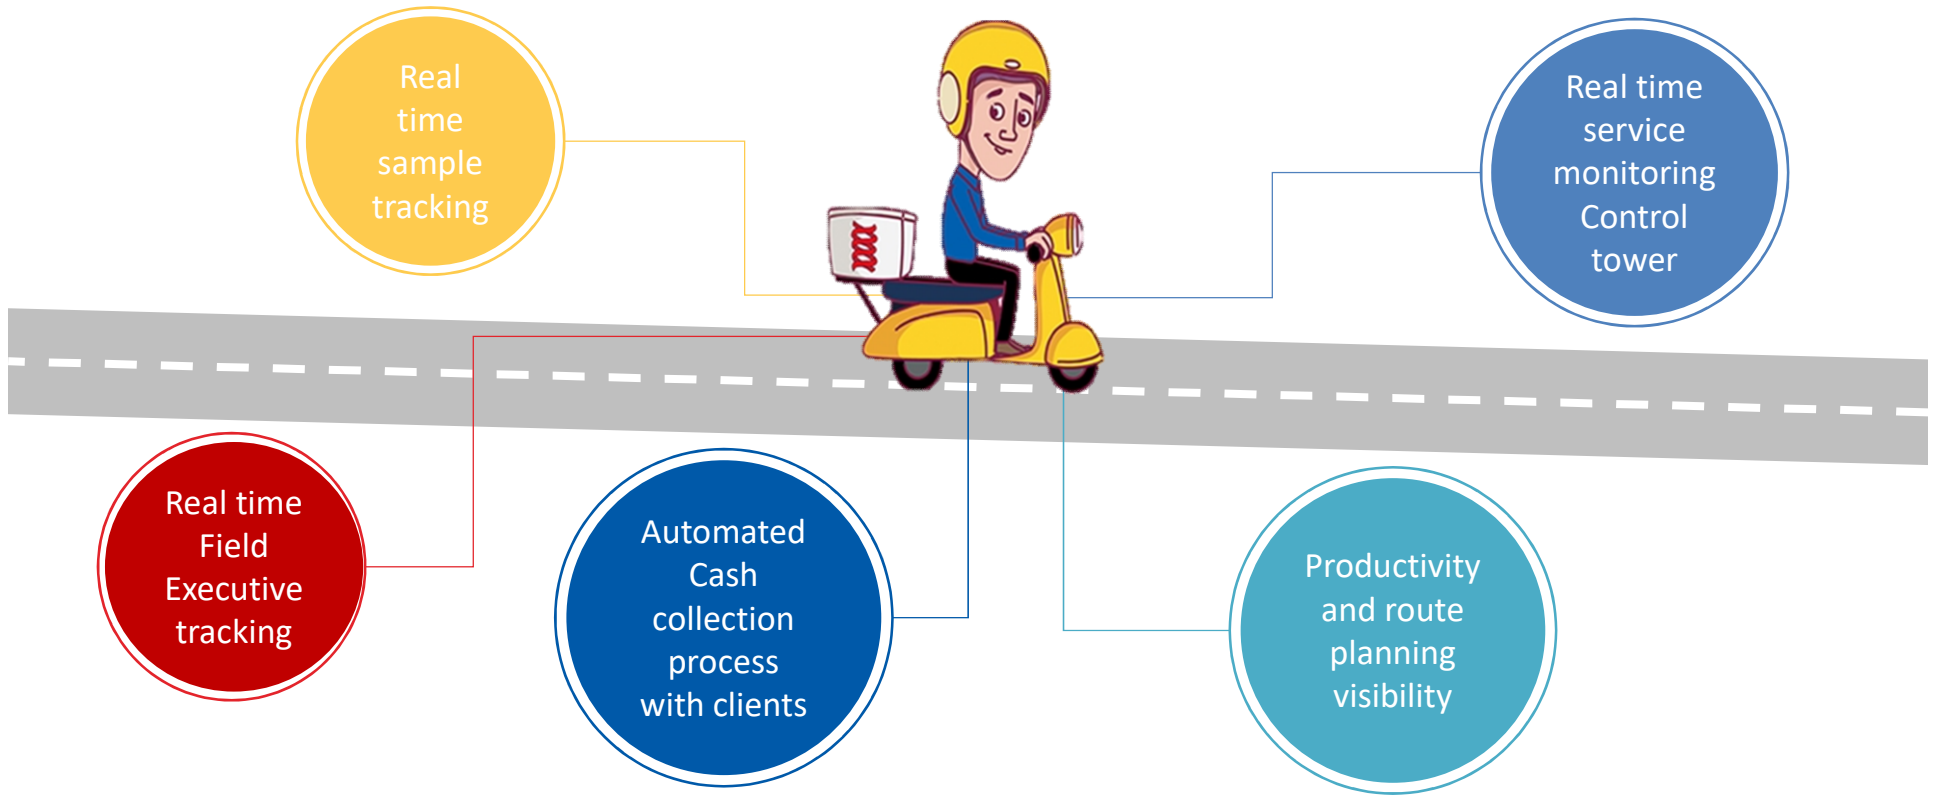 Real
time
sample
tracking
Real time
service
monitoring
Control
tower
Real time
Field
Executive
tracking
Automated
Cash
collection
process
with clients
Productivity
and route
planning
visibility